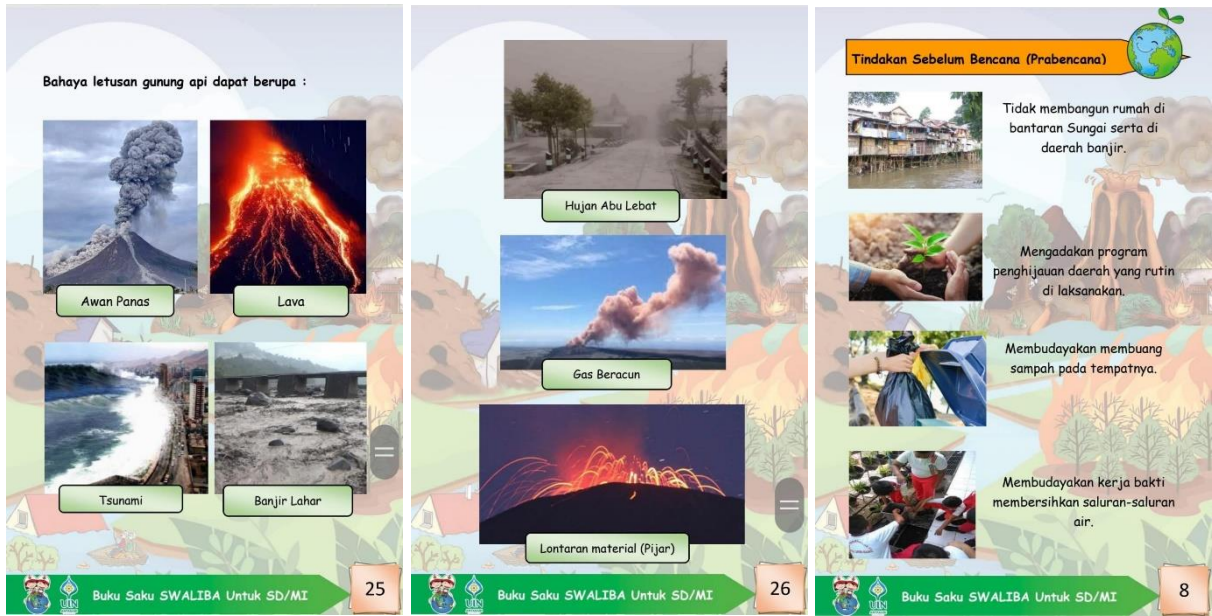 Bahaya letusan gunung api dapat berupa :
Awan Panas
Lava
Tsunami
Banjir Lahar
Buku Saku SWALIBA Untuk SD/MI
25
Hujan Abu Lebat
Gas Beracun
Lontaran material (Pijar)
Buku Saku SWALIBA Untuk SD/MI
26
Tindakan Sebelum Bencana (Prabencana)
Tidak membangun rumah di
bantaran Sungai serta di
daerah banjir.
Mengadakan program
penghijauan daerah yang rutin
di laksanakan.
Membudayakan membuang
sampah pada tempatnya.
Membudayakan kerja bakti
membersihkan saluran-saluran
air.
Buku Saku SWALIBA Untuk SD/MI
8